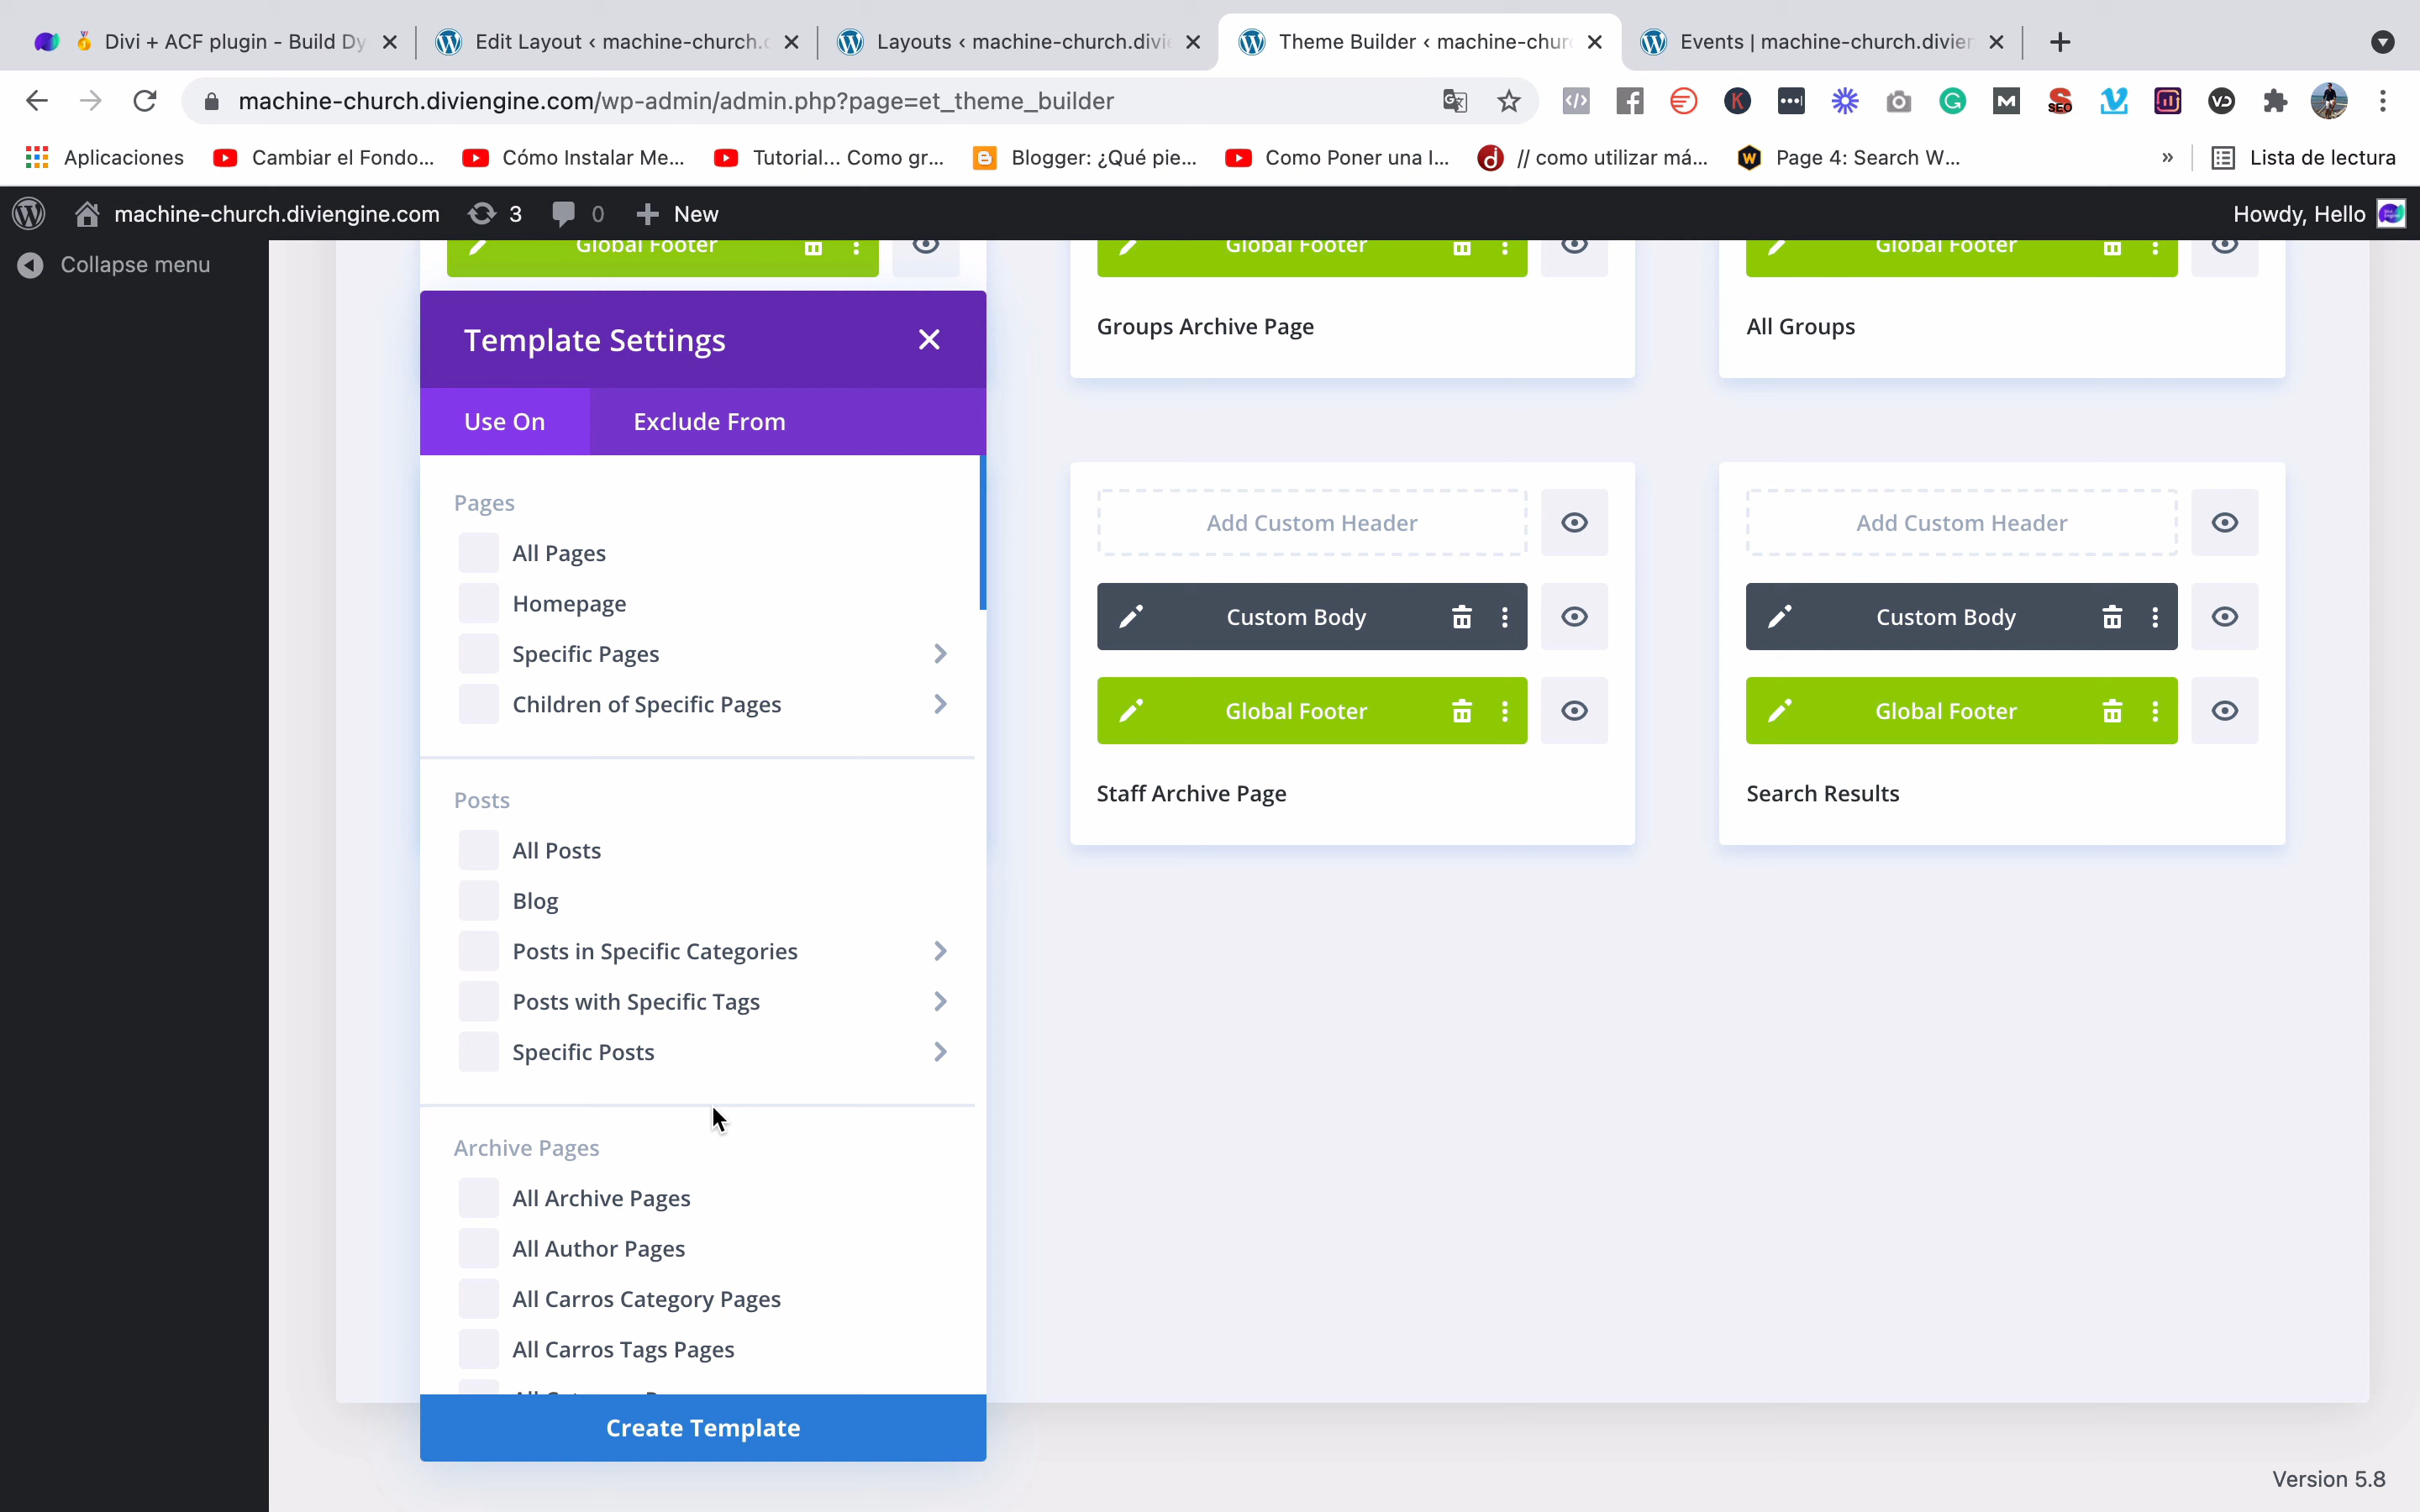 Divi + ACF plugin - Build Dy
Edit Layout ‹ machine-church.
Layouts ‹ machine-church.divi
Theme Builder ‹ machine-chur
Events | machine-church.divie
machine-church.diviengine.com/wp-admin/admin.php?page=et_theme_builder
Aplicaciones
Cambiar el Fondo...
Cómo Instalar Me...
Tutorial... Como gr...
Blogger: ¿Qué pie...
Como Poner una I...
// como utilizar má...
Page 4: Search W...
»
Lista de lectura
machine-church.diviengine.com
3
0
New
Howdy, Hello
Collapse menu
Global Footer
Global Footer
Global Footer
Groups Archive Page
All Groups
Template Settings
Use On
Exclude From
Pages
All Pages
Homepage
Specific Pages
Children of Specific Pages
Posts
All Posts
Blog
Posts in Specific Categories
Posts with Specific Tags
Specific Posts
Archive Pages
All Archive Pages
All Author Pages
All Carros Category Pages
All Carros Tags Pages
Create Template
Add Custom Header
Custom Body
Global Footer
Staff Archive Page
Add Custom Header
Custom Body
Global Footer
Search Results
Version 5.8